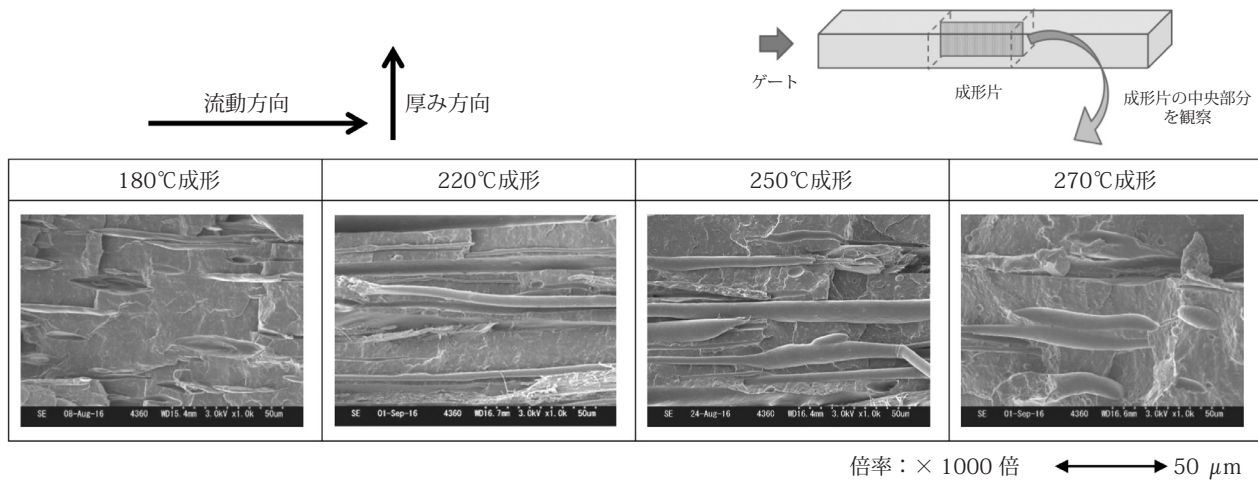 流動方向
厚み方向
ゲート
成形片
成形片の中央部分
を観察
180℃成形
220℃成形
250℃成形
270℃成形
SE 08-Aug-16 4360 WD15.4mm 3.0kV x1.0k 50um
SE 01-Sep-16 4360 WD16.7mm 3.0kV x1.0k 50um
SE 24-Aug-16 4360 WD16.4mm 3.0kV x1.0k 50um
SE 01-Sep-16 4360 WD16.6mm 3.0kV x1.0k 50um
倍率:× 1000 倍 50 μm